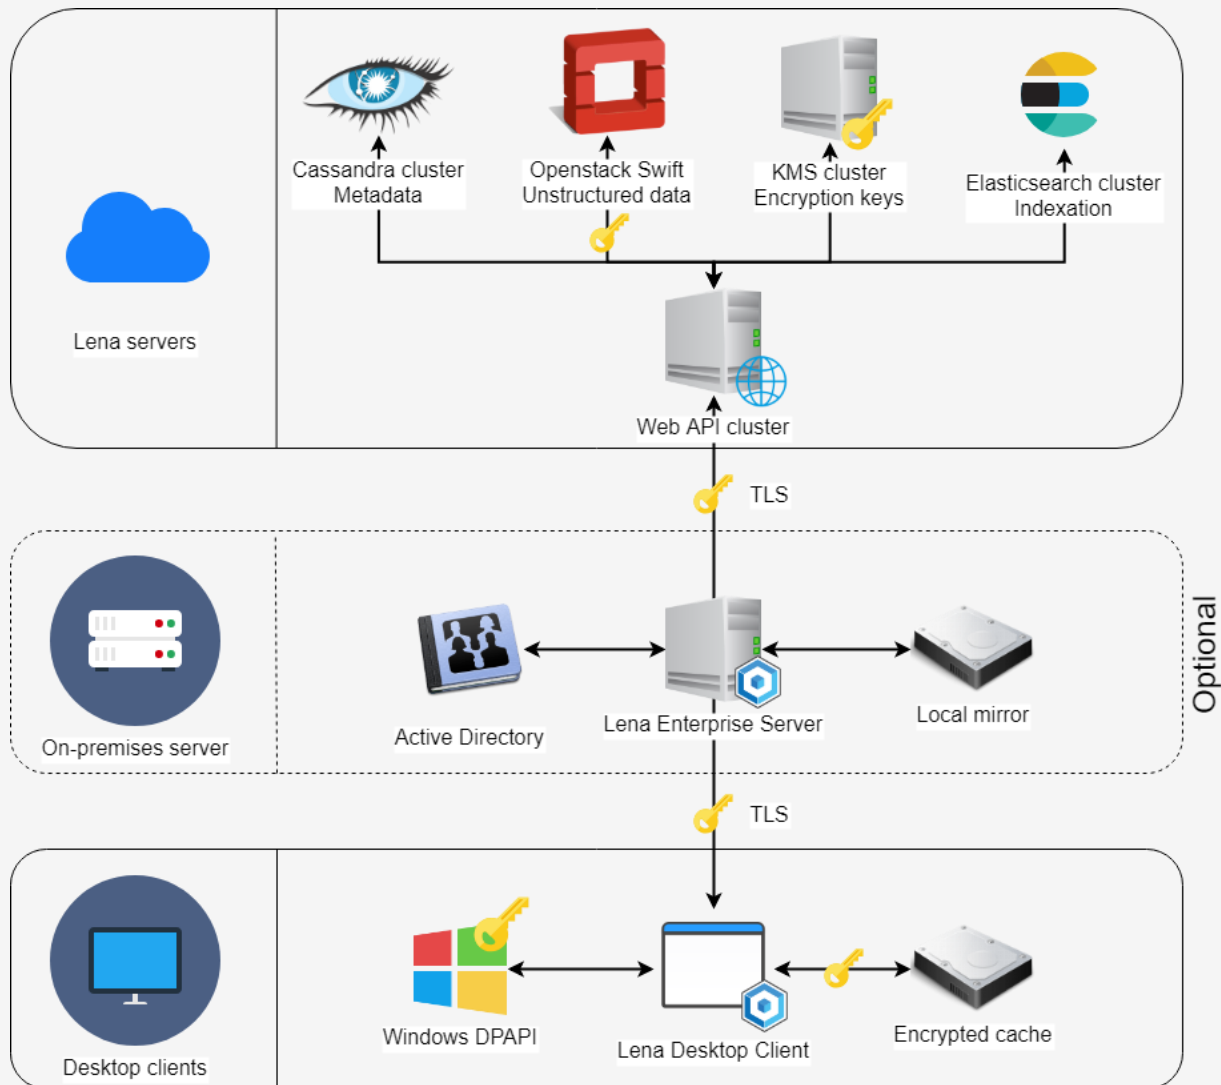 Cassandra cluster
Metadata
Openstack Swift
Unstructured data
KMS cluster
Encryption keys
Elasticsearch cluster
Indexation
Lena servers
Web API cluster
TLS
Optional
Active Directory
Lena Enterprise Server
Local mirror
On-premises server
TLS
Windows DPAPI
Lena Desktop Client
Encrypted cache
Desktop clients